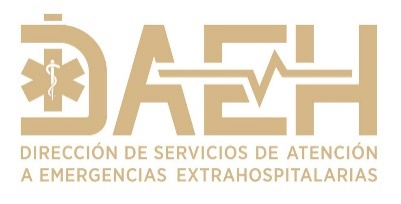 DAEH
DIRECCIÓN DE SERVICIOS DE ATENCIÓN
A EMERGENCIAS EXTRAHOSPITALARIAS